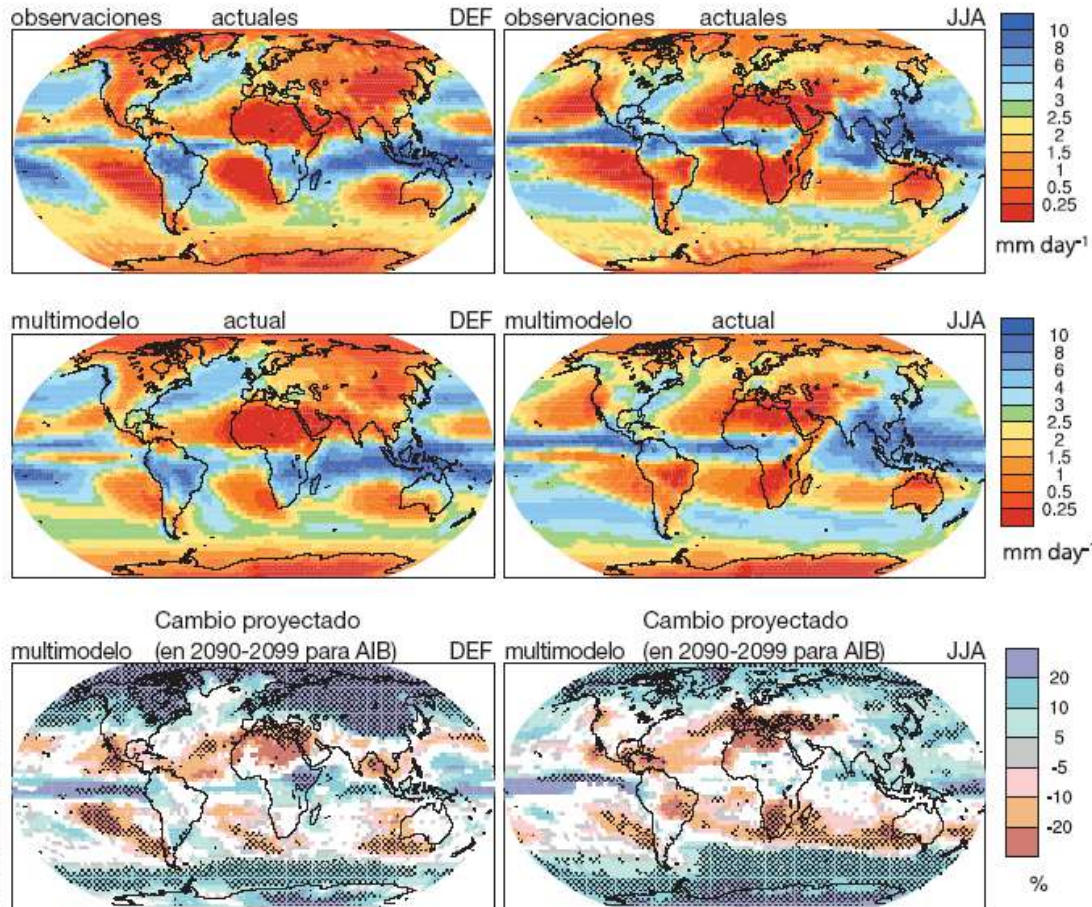 observaciones actuales DEF
observaciones actuales JJA
10
8
6
4
3
2.5
2
1.5
1
0.5
0.25
mm day-1
multimodelo actual DEF
multimodelo actual JJA
10
8
6
4
3
2.5
2
1.5
1
0.5
0.25
mm day-1
Cambio proyectado
multimodelo (en 2090-2099 para AIB) DEF
Cambio proyectado
multimodelo (en 2090-2099 para AIB) JJA
20
10
5
-5
-10
-20
%